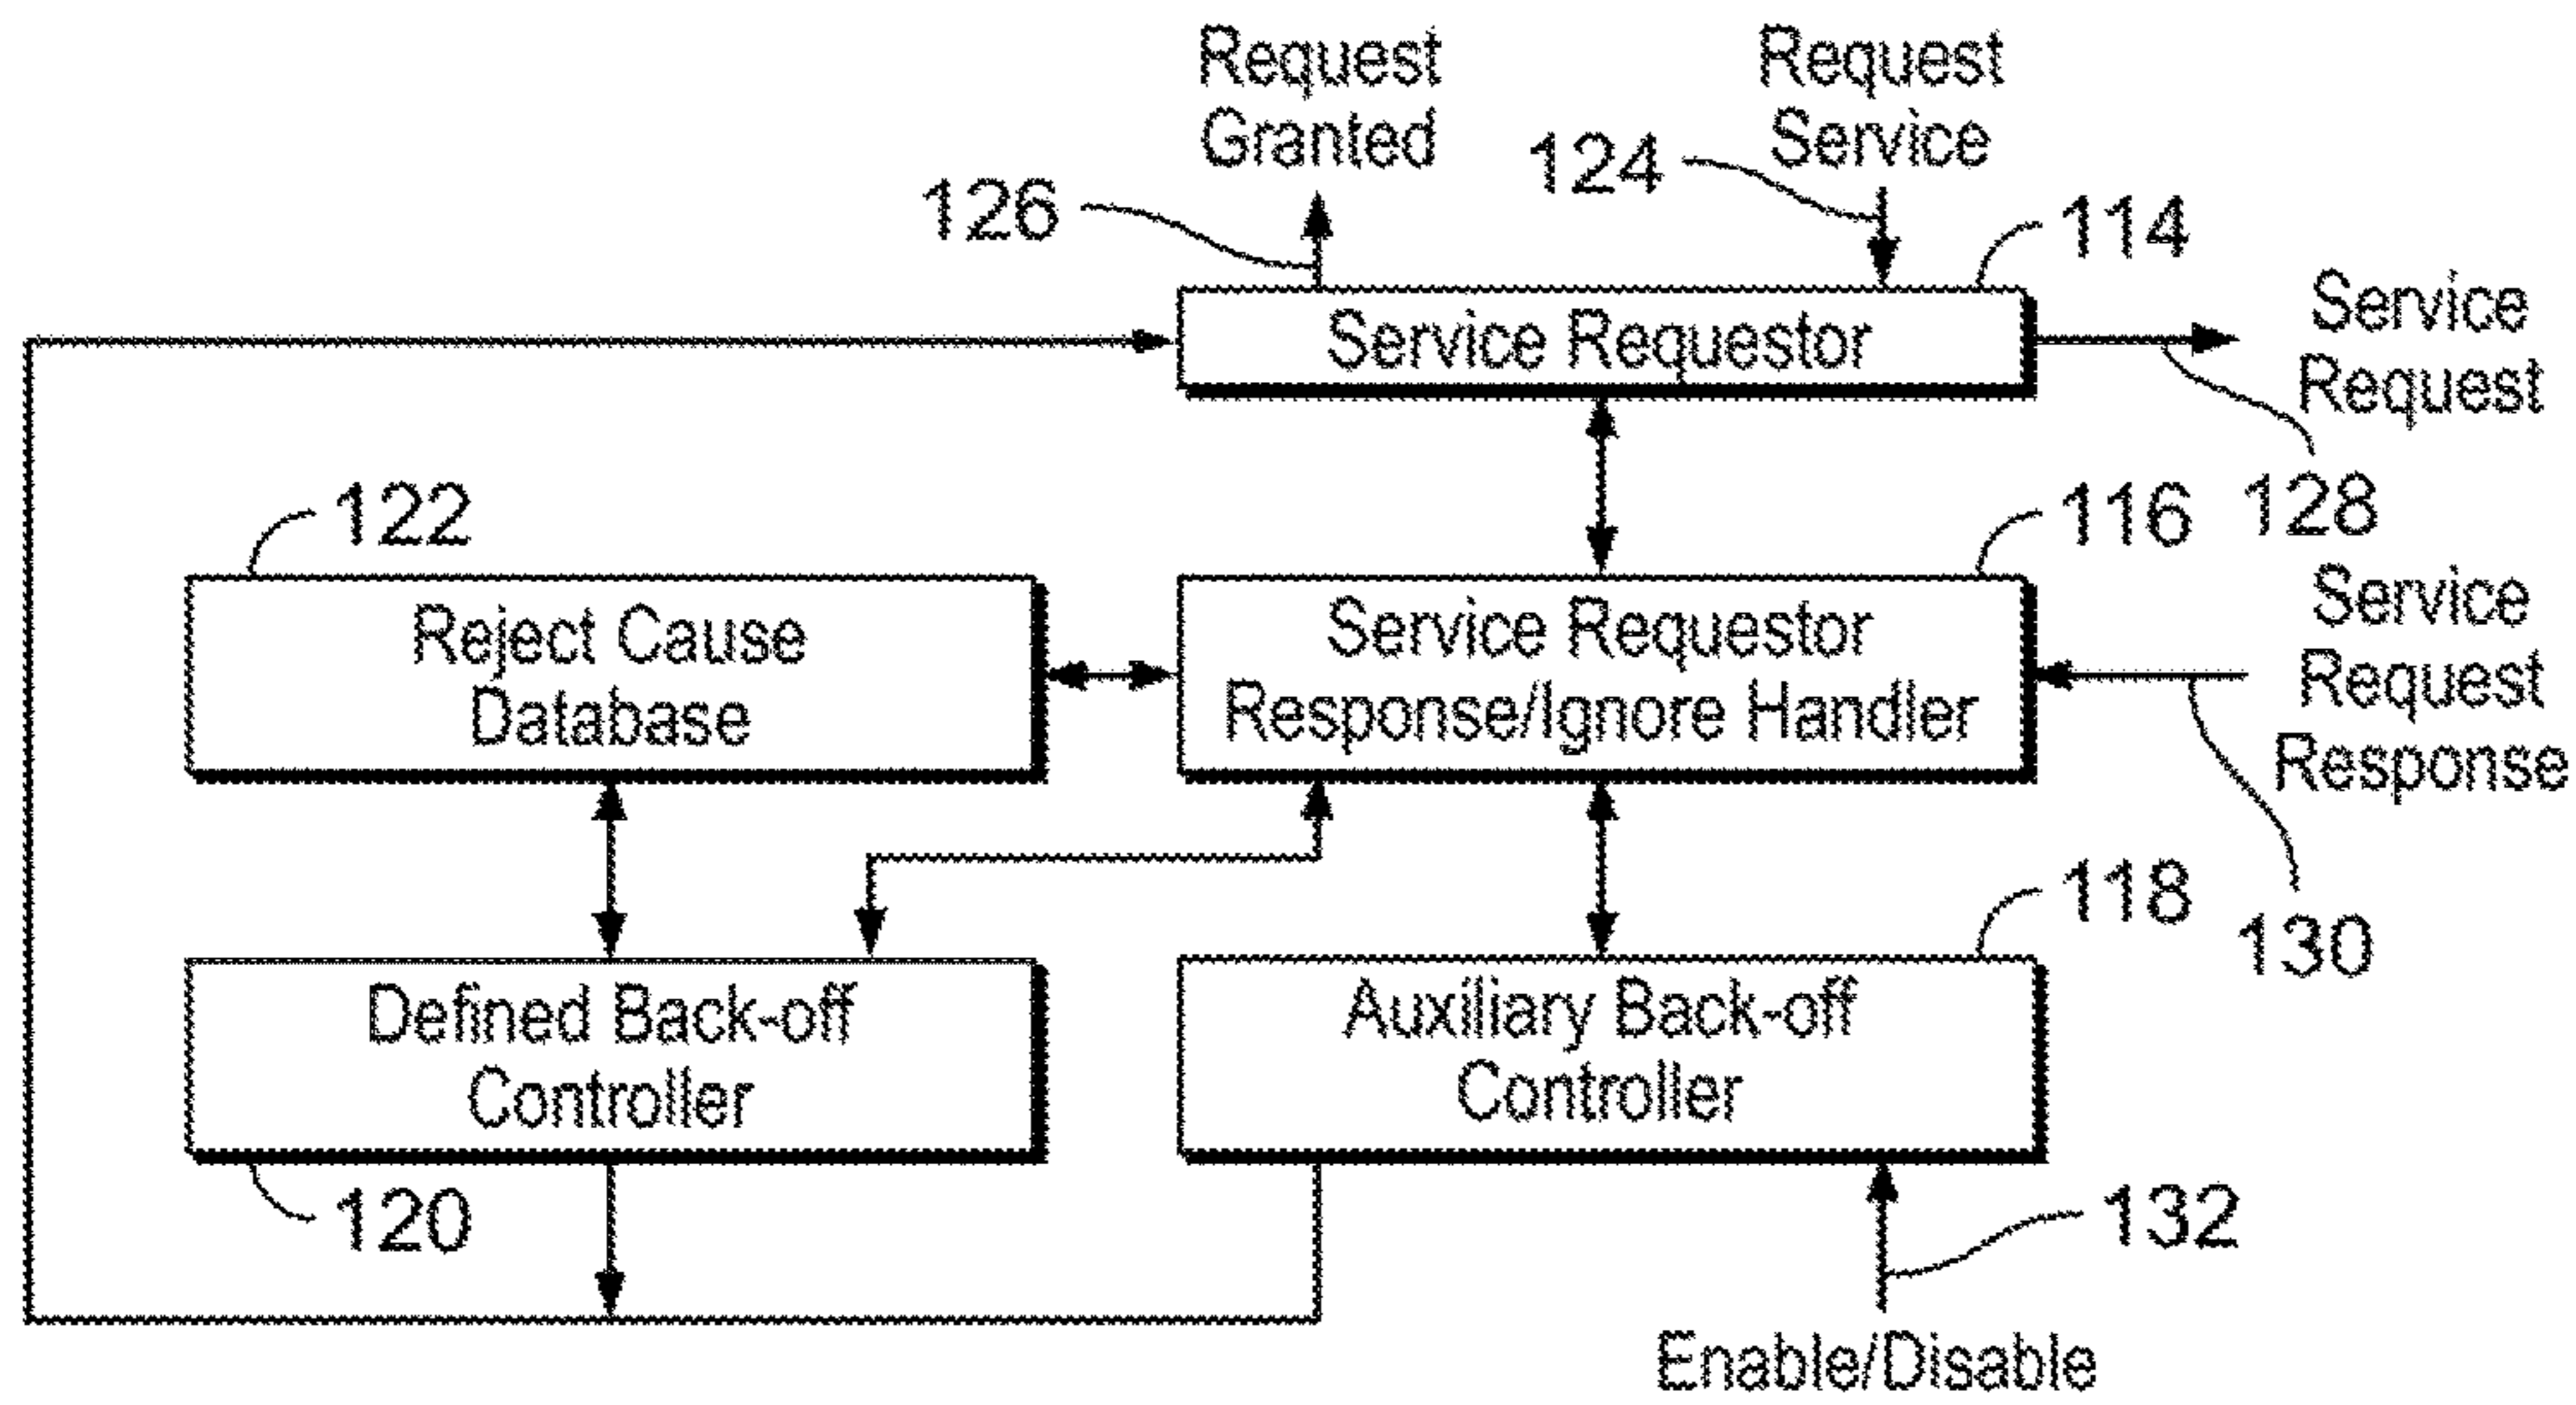 Request
Granted
Request
Service
126
124
114
Service Requestor
Service
Request
128
122
116
Reject Cause
Database
Service Requestor
Response/Ignore Handler
Service
Request
Response
130
118
Defined Back-off
Controller
Auxiliary Back-off
Controller
120
132
Enable/Disable